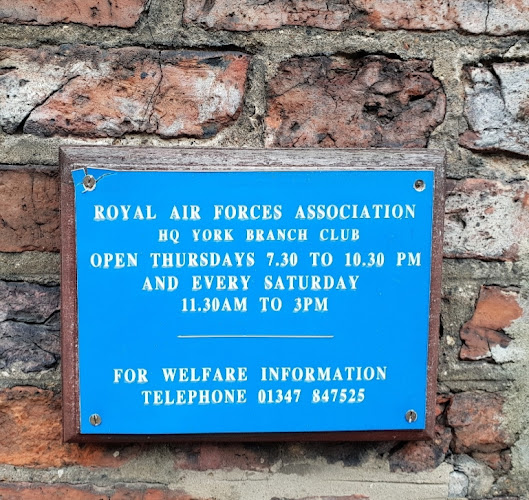 ROYAL AIR FORCES ASSOCIATION
HQ YORK BRANCH CLUB
OPEN THURSDAYS 7.30 TO 10.30 PM
AND EVERY SATURDAY
11.30AM TO 3PM
FOR WELFARE INFORMATION
TELEPHONE 01347 847525